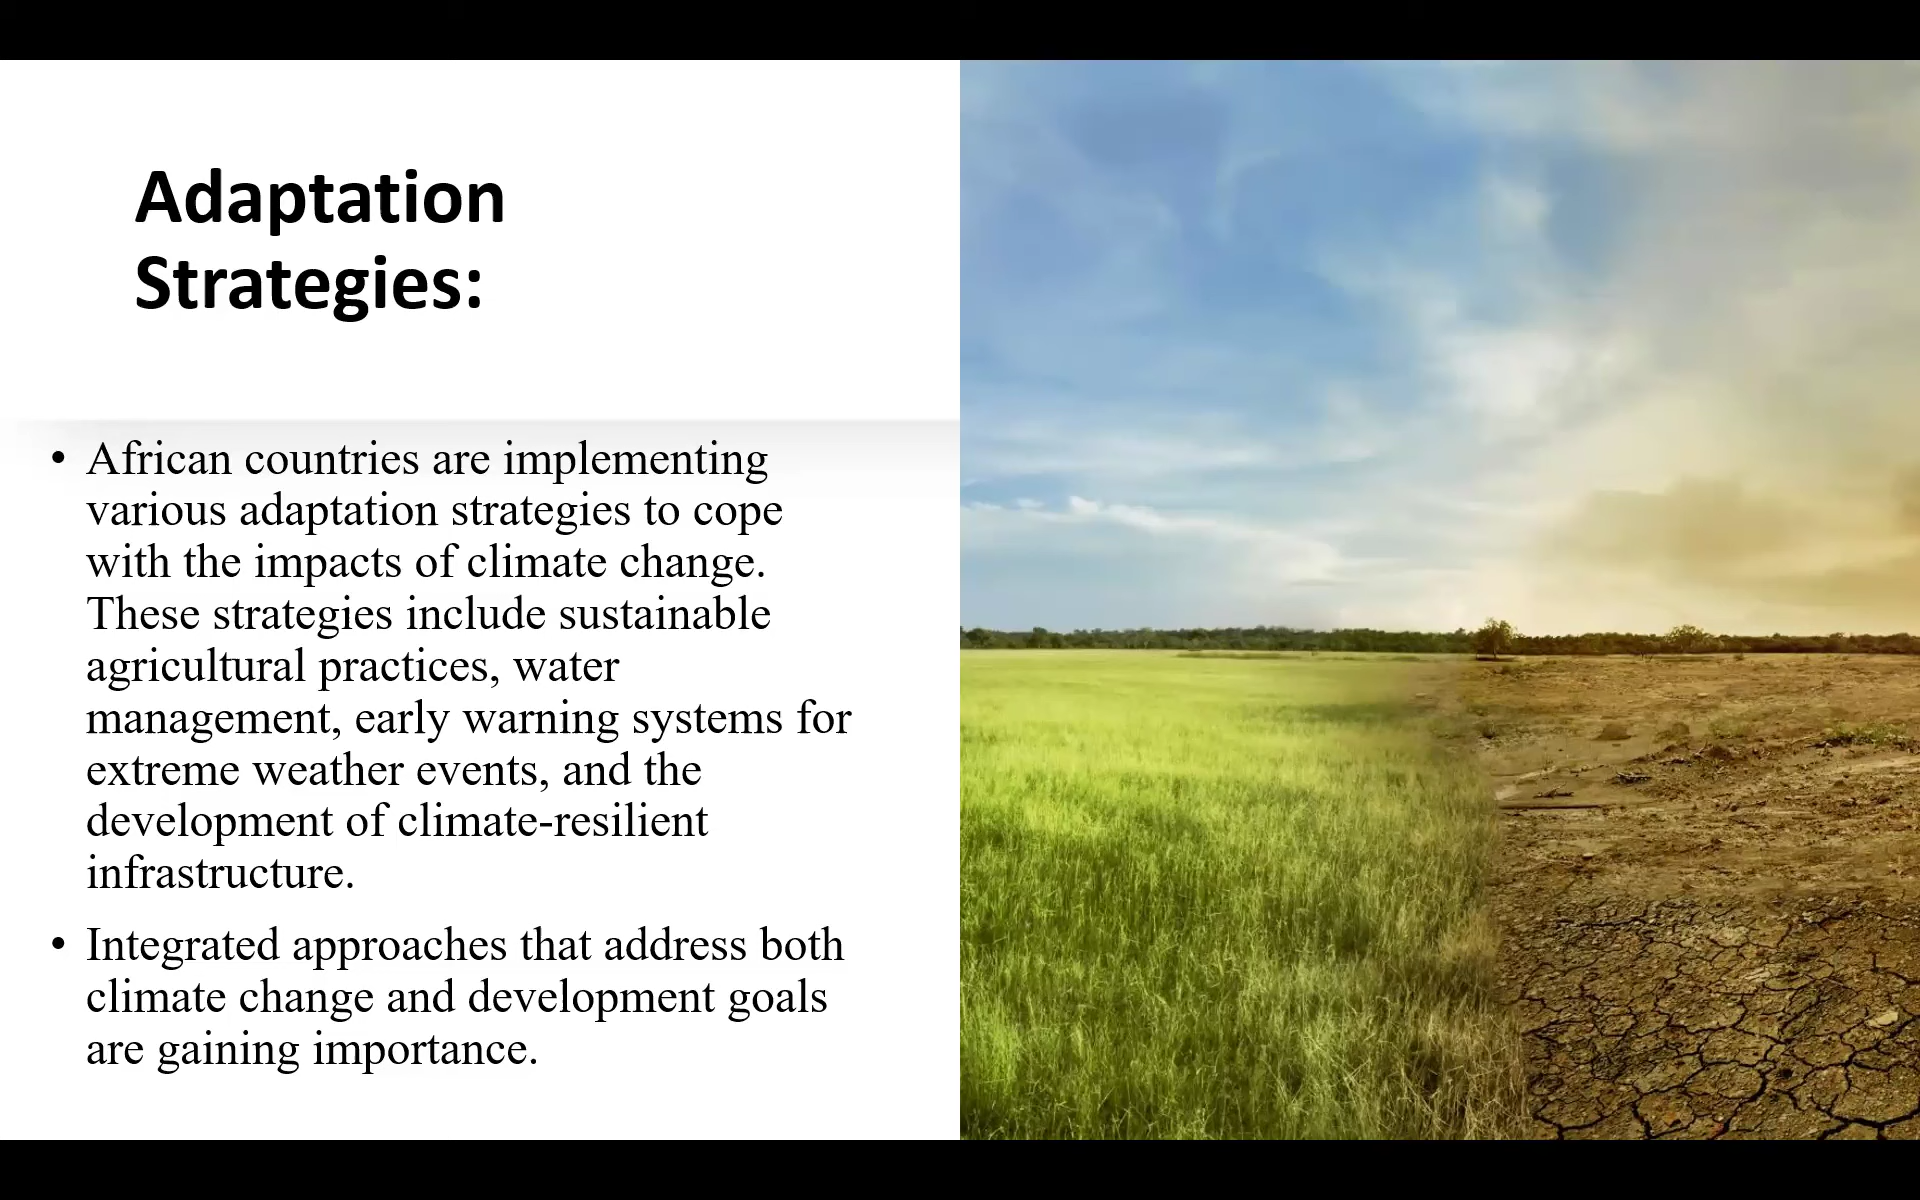 Adaptation
Strategies:
• African countries are implementing
various adaptation strategies to cope
with the impacts of climate change.
These strategies include sustainable
agricultural practices, water
management, early warning systems for
extreme weather events, and the
development of climate-resilient
infrastructure.
• Integrated approaches that address both
climate change and development goals
are gaining importance.